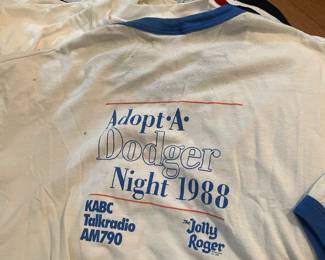 Adopt•A•
Dodger
Night 1988
KABC
Talkradio
AM790
The
Jolly
Roger